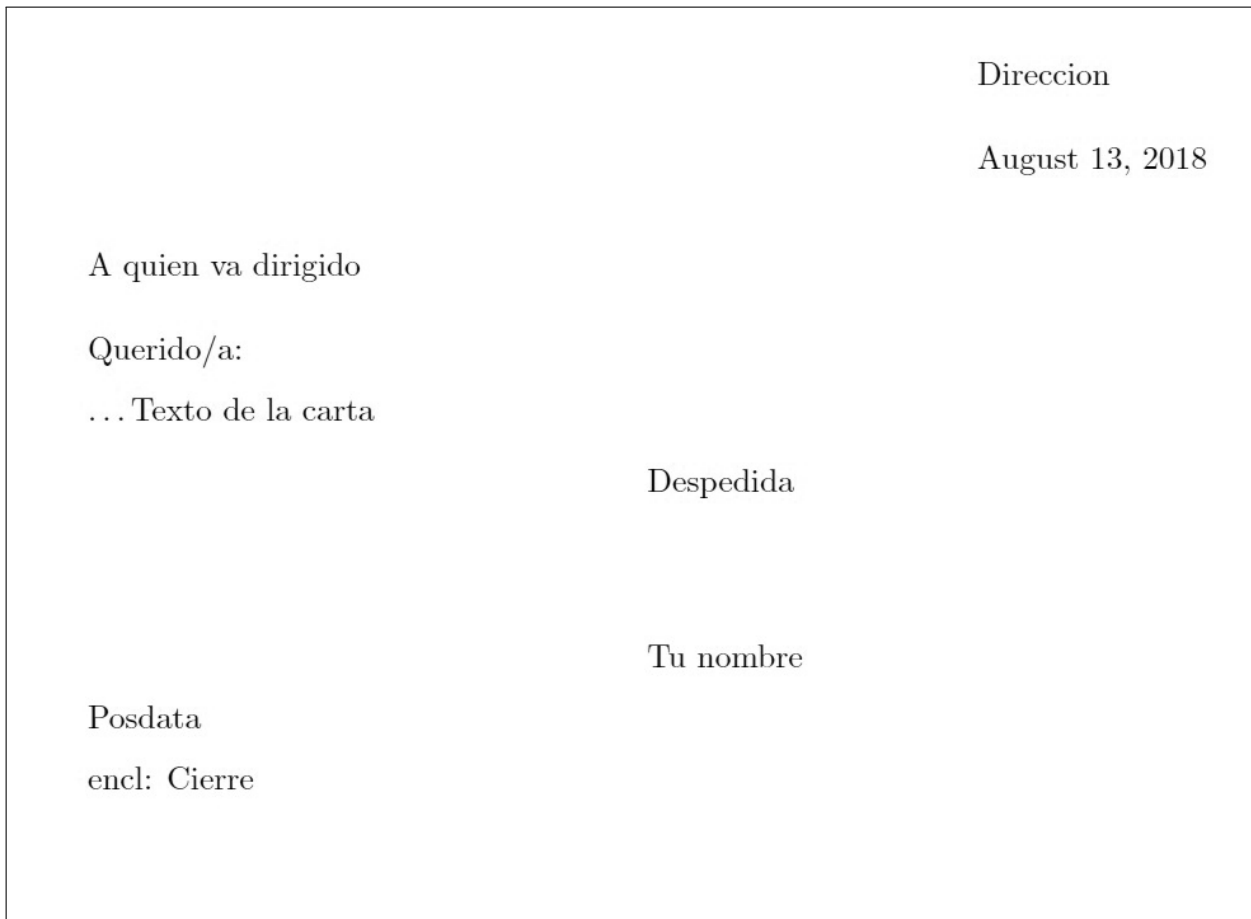 Direccion
August 13, 2018
A quien va dirigido
Querido/a:
...Texto de la carta
Despedida
Tu nombre
Posdata
encl: Cierre